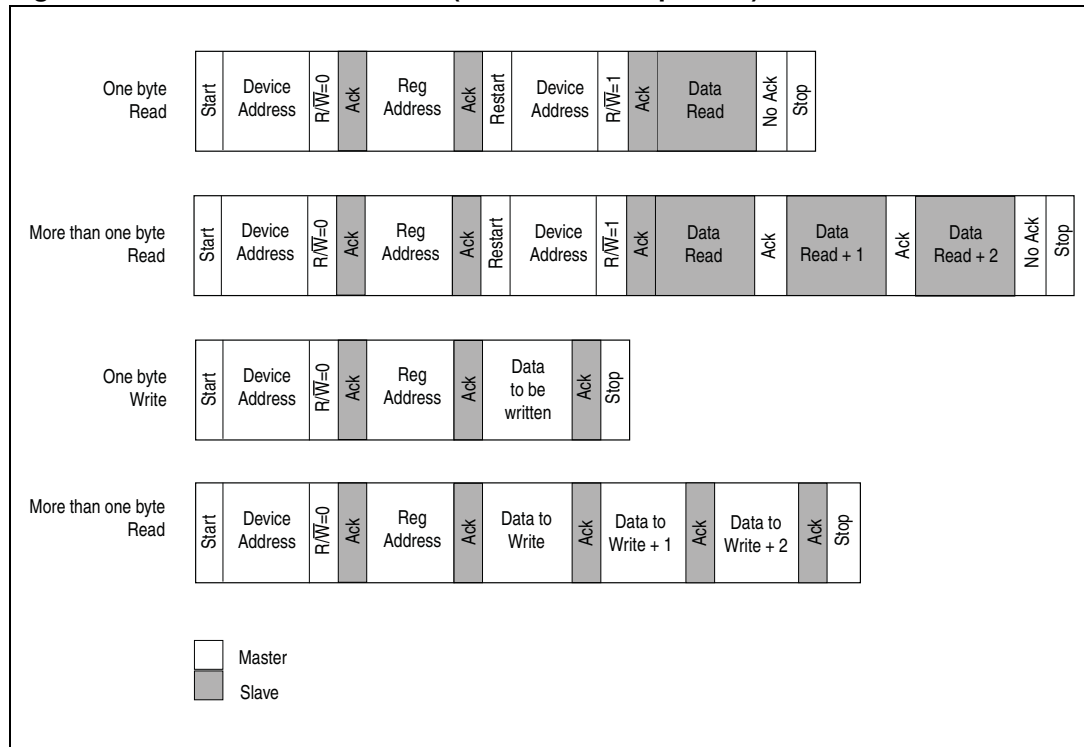 One byte
Read
Start
Device
Address
R/W̅=0
Ack
Reg
Address
Ack
Restart
Device
Address
R/W̅=1
Ack
Data
Read
No Ack
Stop
More than one byte
Read
Start
Device
Address
R/W̅=0
Ack
Reg
Address
Ack
Restart
Device
Address
R/W̅=1
Ack
Data
Read
Ack
Data
Read + 1
Ack
Data
Read + 2
No Ack
Stop
One byte
Write
Start
Device
Address
R/W̅=0
Ack
Reg
Address
Ack
Data
to be
written
Ack
Stop
More than one byte
Read
Start
Device
Address
R/W̅=0
Ack
Reg
Address
Ack
Data to
Write
Ack
Data to
Write + 1
Ack
Data to
Write + 2
Ack
Stop
Master
Slave